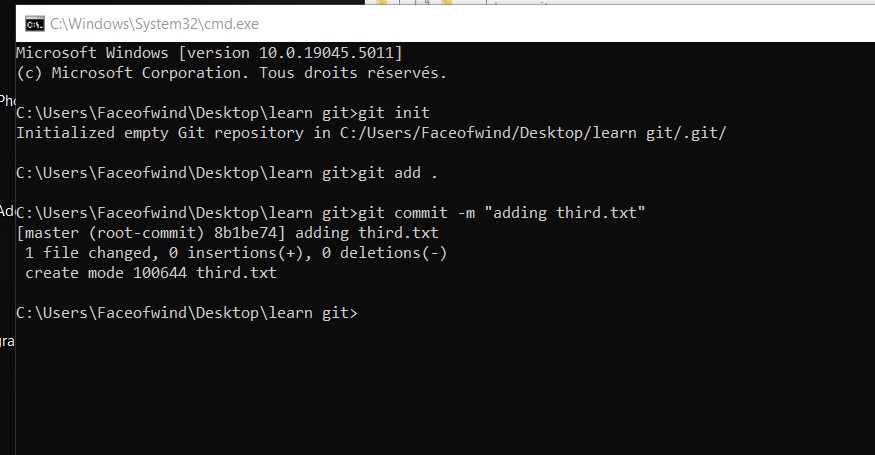 C:\Windows\System32\cmd.exe
Microsoft Windows [version 10.0.19045.5011]
(c) Microsoft Corporation. Tous droits réservés.
C:\Users\Faceofwind\Desktop\learn git>git init
Initialized empty Git repository in C:/Users/Faceofwind/Desktop/learn git/.git/
C:\Users\Faceofwind\Desktop\learn git>git add .
C:\Users\Faceofwind\Desktop\learn git>git commit -m "adding third.txt"
[master (root-commit) 8b1be74] adding third.txt
 1 file changed, 0 insertions(+), 0 deletions(-)
 create mode 100644 third.txt
C:\Users\Faceofwind\Desktop\learn git>